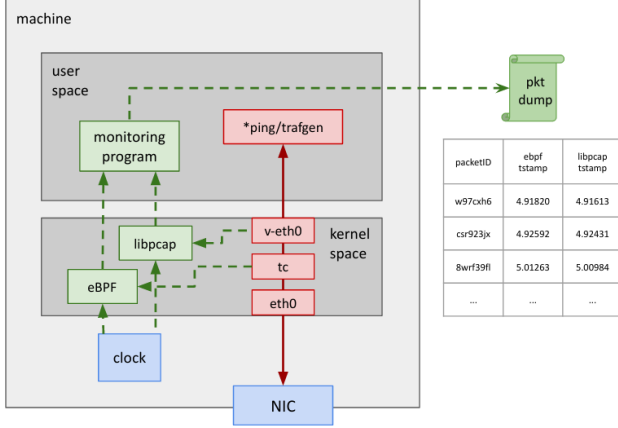 machine
user
space
pkt
dump
*ping/trafgen
monitoring
program
packetID
ebpf
tstamp
libpcap
tstamp
w97cxh6
4.91820
4.91613
csr923jx
4.92592
4.92431
8wrf39fl
5.01263
5.00984
...
...
...
v-eth0
kernel
space
libpcap
tc
eBPF
eth0
clock
NIC